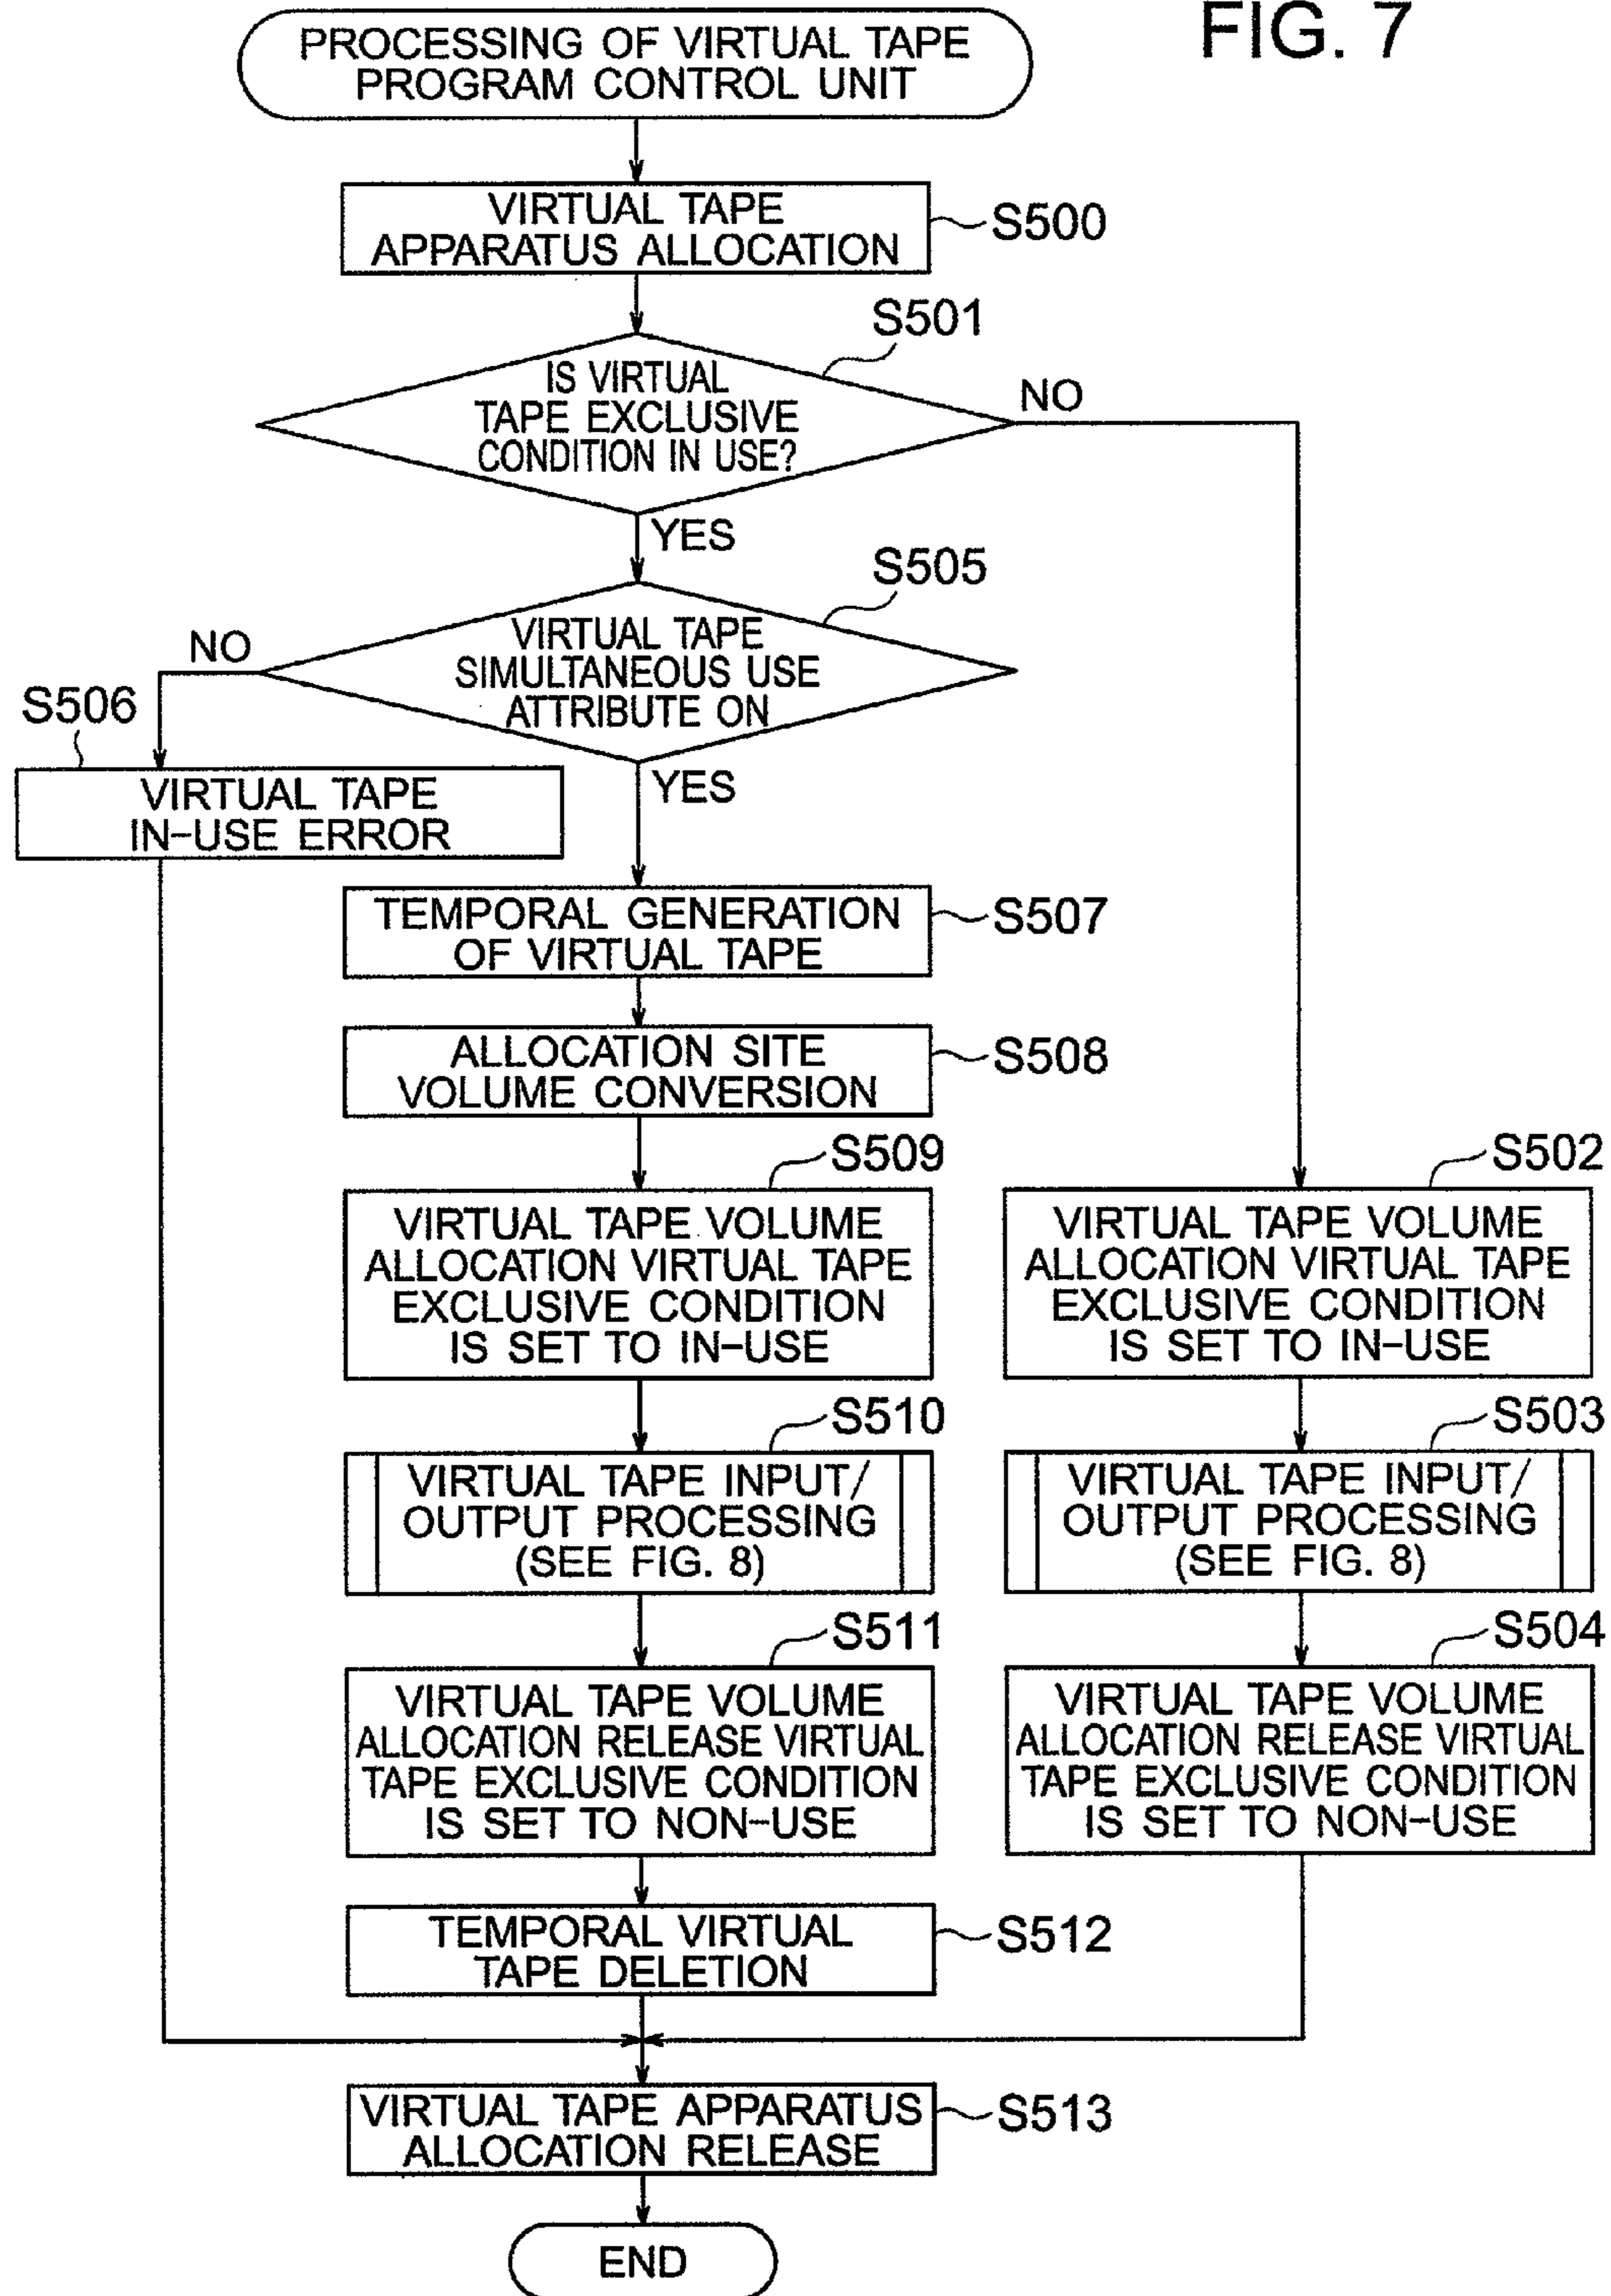 FIG. 7
PROCESSING OF VIRTUAL TAPE
PROGRAM CONTROL UNIT
VIRTUAL TAPE
APPARATUS ALLOCATION
S500
S501
IS VIRTUAL
TAPE EXCLUSIVE
CONDITION IN USE?
NO
YES
S505
VIRTUAL TAPE
SIMULTANEOUS USE
ATTRIBUTE ON
NO
YES
S506
VIRTUAL TAPE
IN-USE ERROR
TEMPORAL GENERATION
OF VIRTUAL TAPE
S507
ALLOCATION SITE
VOLUME CONVERSION
S508
S509
VIRTUAL TAPE VOLUME
ALLOCATION VIRTUAL TAPE
EXCLUSIVE CONDITION
IS SET TO IN-USE
S502
VIRTUAL TAPE VOLUME
ALLOCATION VIRTUAL TAPE
EXCLUSIVE CONDITION
IS SET TO IN-USE
S510
VIRTUAL TAPE INPUT/
OUTPUT PROCESSING
(SEE FIG. 8)
S503
VIRTUAL TAPE INPUT/
OUTPUT PROCESSING
(SEE FIG. 8)
S511
VIRTUAL TAPE VOLUME
ALLOCATION RELEASE VIRTUAL
TAPE EXCLUSIVE CONDITION
IS SET TO NON-USE
S504
VIRTUAL TAPE VOLUME
ALLOCATION RELEASE VIRTUAL
TAPE EXCLUSIVE CONDITION
IS SET TO NON-USE
TEMPORAL VIRTUAL
TAPE DELETION
S512
VIRTUAL TAPE APPARATUS
ALLOCATION RELEASE
S513
END